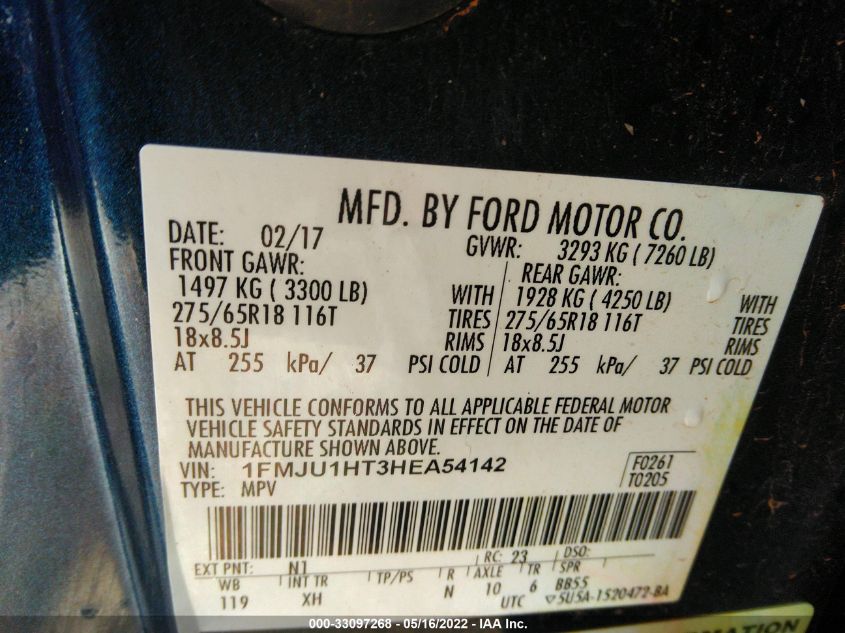 MFD. BY FORD MOTOR CO.
DATE: 02/17 GVWR: 3293 KG ( 7260 LB)
FRONT GAWR: REAR GAWR:
1497 KG ( 3300 LB) WITH 1928 KG ( 4250 LB) WITH
275/65R18 116T TIRES 275/65R18 116T TIRES
18x8.5J RIMS 18x8.5J RIMS
AT 255 kPa/ 37 PSI COLD AT 255 kPa/ 37 PSI COLD
THIS VEHICLE CONFORMS TO ALL APPLICABLE FEDERAL MOTOR
VEHICLE SAFETY STANDARDS IN EFFECT ON THE DATE OF
MANUFACTURE SHOWN ABOVE.
VIN: 1FMJU1HT3HEA54142 F0261
TYPE: MPV T0205
EXT PNT: N1 RC: 23 DSO:
WB INT TR TP/PS R AXLE TR SPR
119 XH N 10 6 BB55
UTC ▽5U5A-1520472-BA
000-33097268 - 05/16/2022 - IAA Inc.